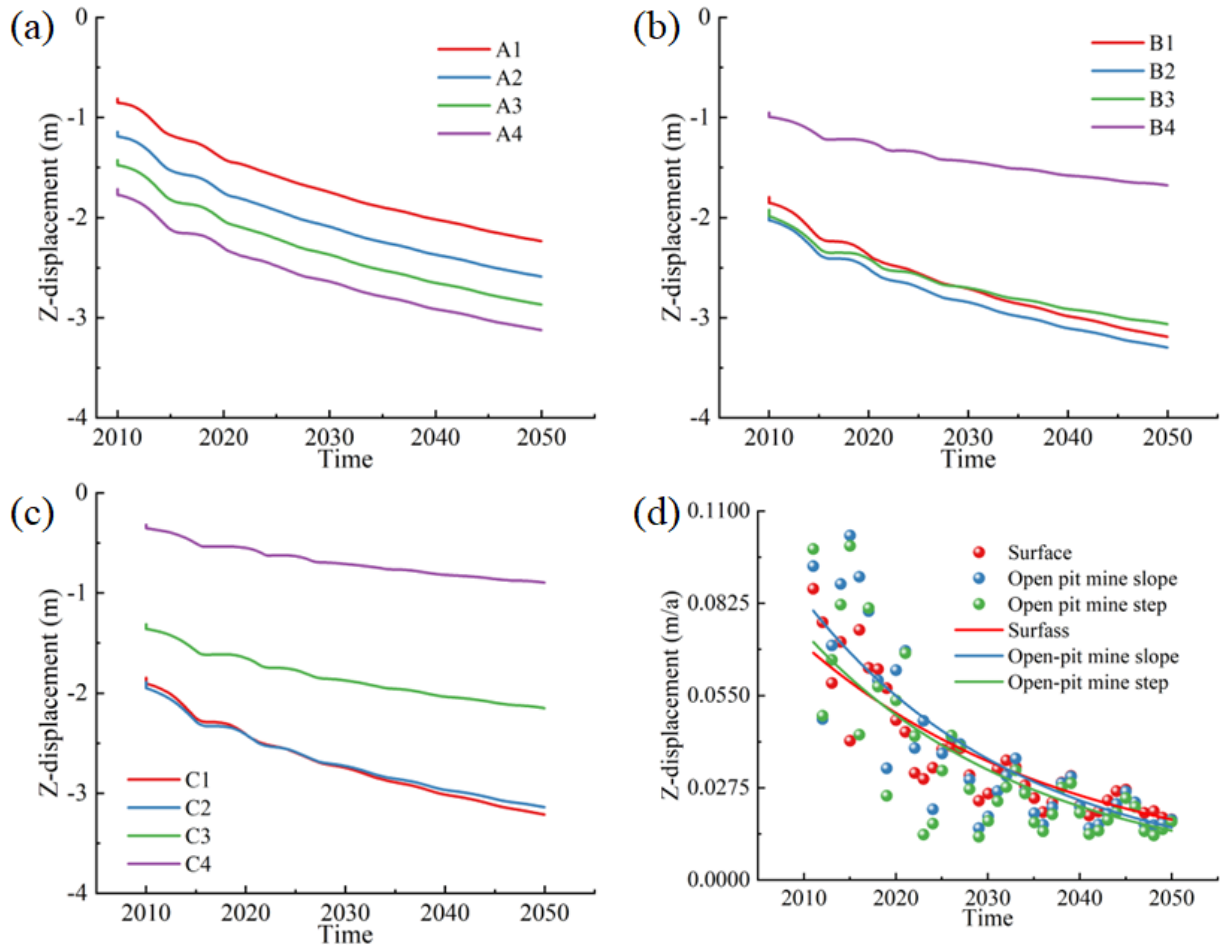 (a)
0
-1
-2
-3
-4
Z-displacement (m)
A1
A2
A3
A4
2010 2020 2030 2040 2050
Time
(b)
0
-1
-2
-3
-4
Z-displacement (m)
B1
B2
B3
B4
2010 2020 2030 2040 2050
Time
(c)
0
-1
-2
-3
-4
Z-displacement (m)
C1
C2
C3
C4
2010 2020 2030 2040 2050
Time
(d)
0.1100
0.0825
0.0550
0.0275
0.0000
Z-displacement (m/a)
Surface
Open pit mine slope
Open pit mine step
Surfass
Open-pit mine slope
Open-pit mine step
2010 2020 2030 2040 2050
Time